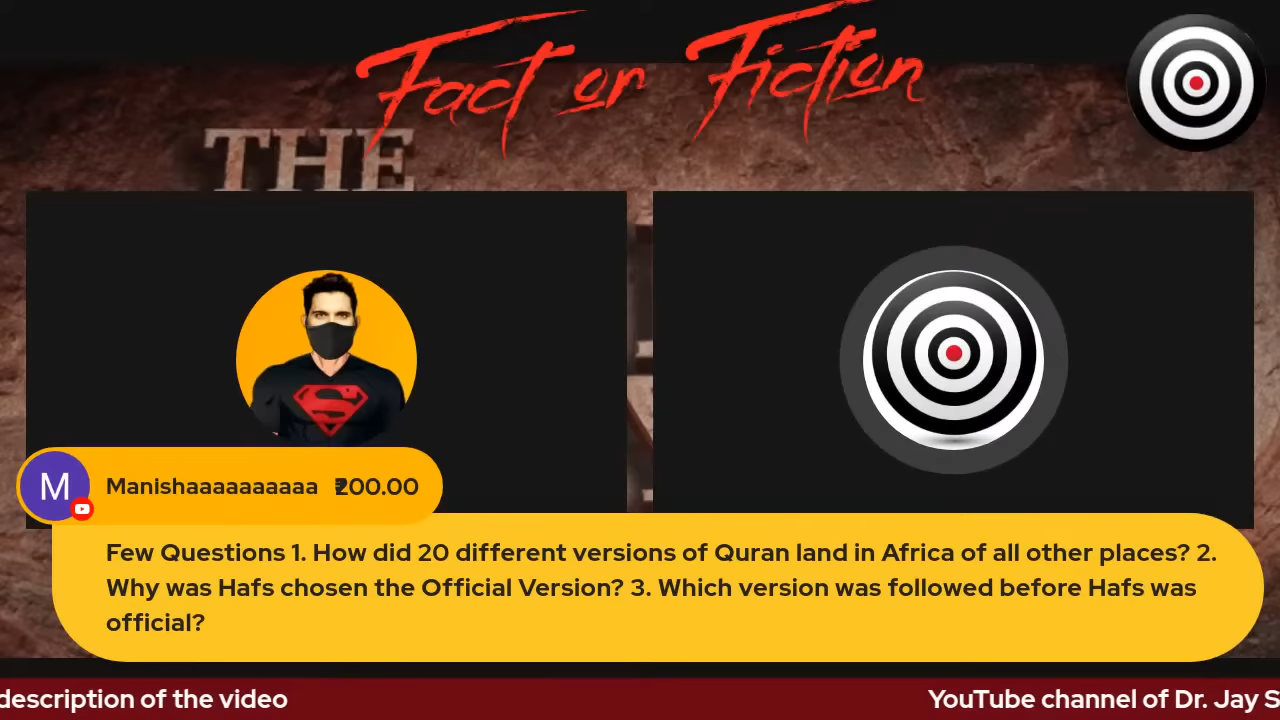 Fact or Fiction
THE
M
Manishaaaaaaaaaa ₹200.00
Few Questions 1. How did 20 different versions of Quran land in Africa of all other places? 2.
Why was Hafs chosen the Official Version? 3. Which version was followed before Hafs was
official?
description of the video
YouTube channel of Dr. Jay S